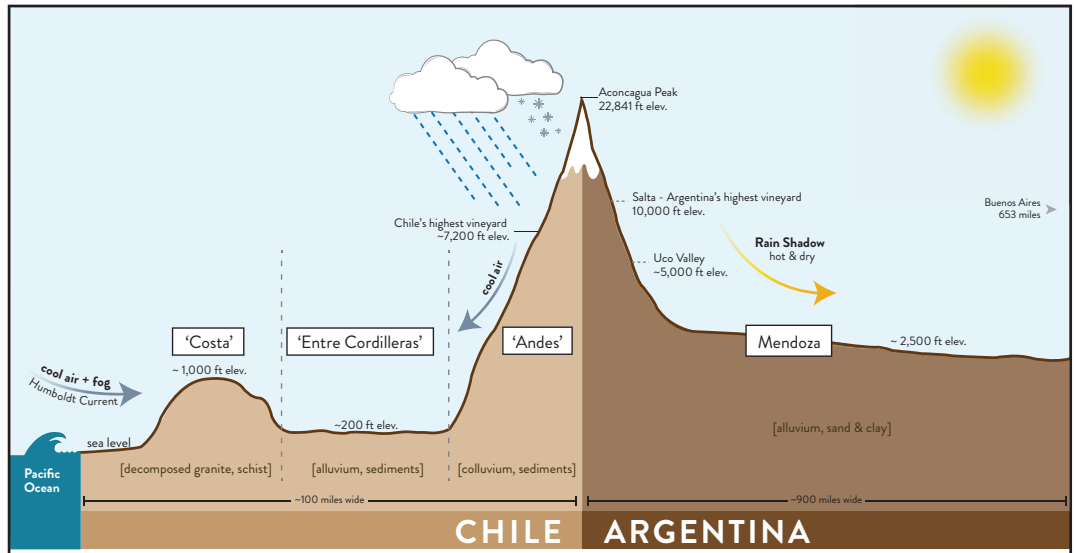 Aconcagua Peak
22,841 ft elev.
Salta - Argentina's highest vineyard
10,000 ft elev.
Buenos Aires
653 miles
Chile's highest vineyard
~7,200 ft elev.
Rain Shadow
hot & dry
Uco Valley
~5,000 ft elev.
cool air
'Costa'
'Entre Cordilleras'
'Andes'
Mendoza
~ 2,500 ft elev.
~ 1,000 ft elev.
cool air + fog
Humboldt Current
~200 ft elev.
[alluvium, sand & clay]
sea level
Pacific
Ocean
[decomposed granite, schist]
[alluvium, sediments]
[colluvium, sediments]
~100 miles wide
~900 miles wide
CHILE
ARGENTINA